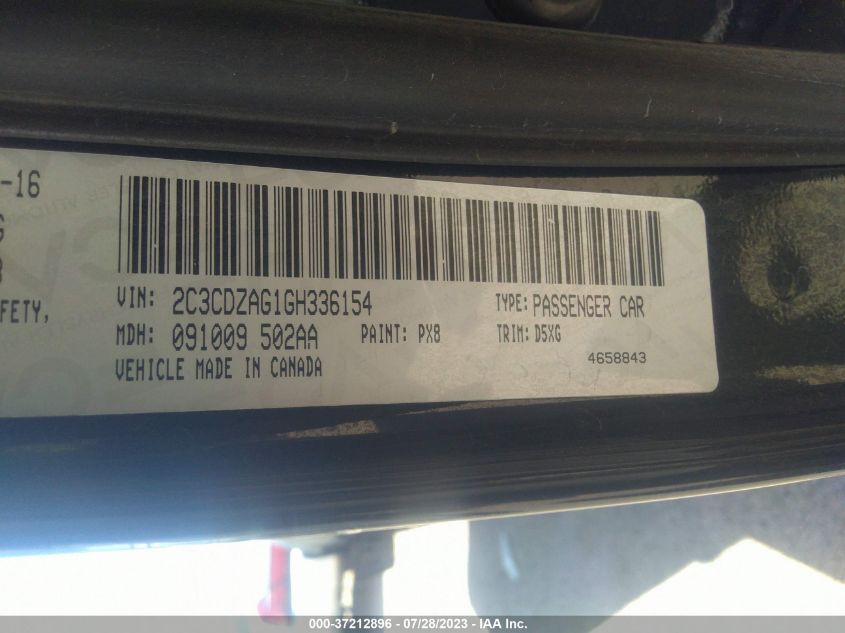 -16
G
FETY,
VIN: 2C3CDZAG1GH336154
TYPE: PASSENGER CAR
MDH: 091009 502AA
PAINT: PX8
TRIM: D5XG
VEHICLE MADE IN CANADA
4658843
000-37212896 - 07/28/2023 - IAA Inc.